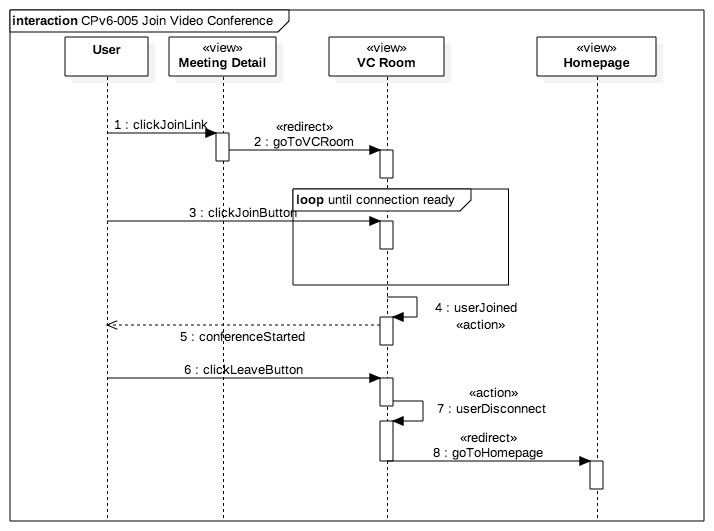 interaction CPv6-005 Join Video Conference
User
«view»
Meeting Detail
«view»
VC Room
«view»
Homepage
1 : clickJoinLink
«redirect»
2 : goToVCRoom
loop until connection ready
3 : clickJoinButton
4 : userJoined
«action»
5 : conferenceStarted
6 : clickLeaveButton
«action»
7 : userDisconnect
«redirect»
8 : goToHomepage